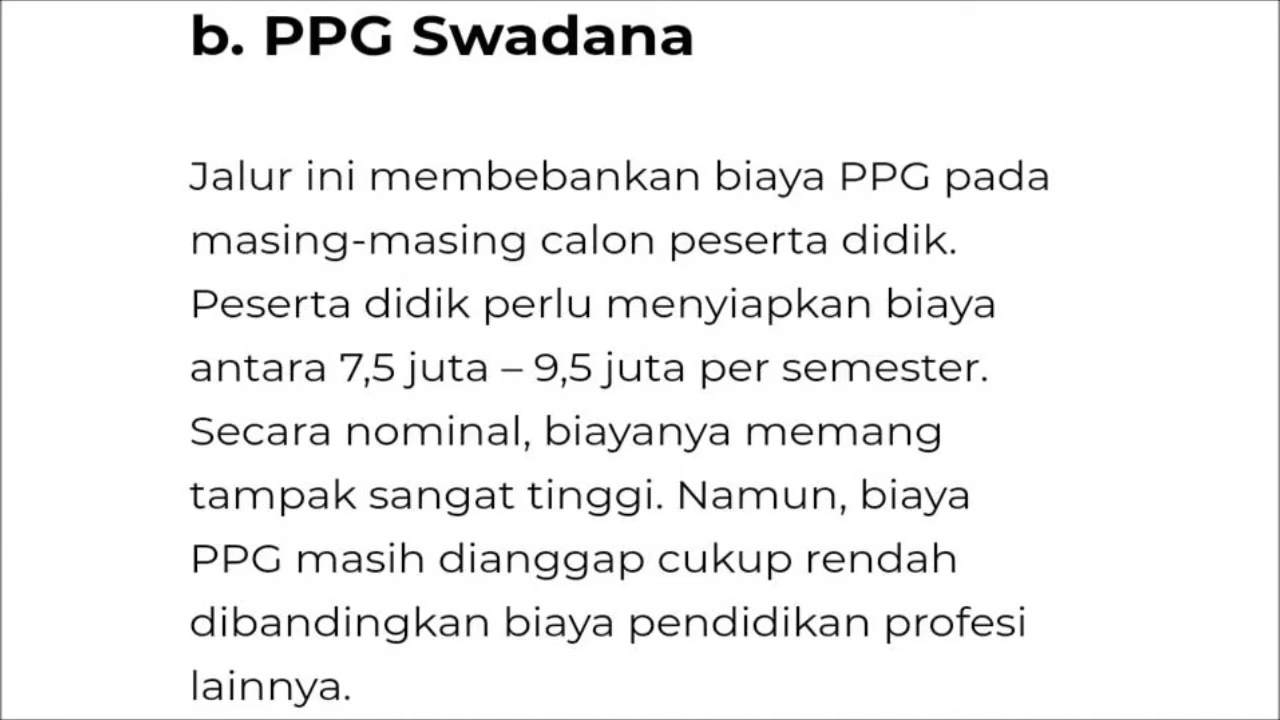 b. PPG Swadana
Jalur ini membebankan biaya PPG pada
masing-masing calon peserta didik.
Peserta didik perlu menyiapkan biaya
antara 7,5 juta – 9,5 juta per semester.
Secara nominal, biayanya memang
tampak sangat tinggi. Namun, biaya
PPG masih dianggap cukup rendah
dibandingkan biaya pendidikan profesi
lainnya.